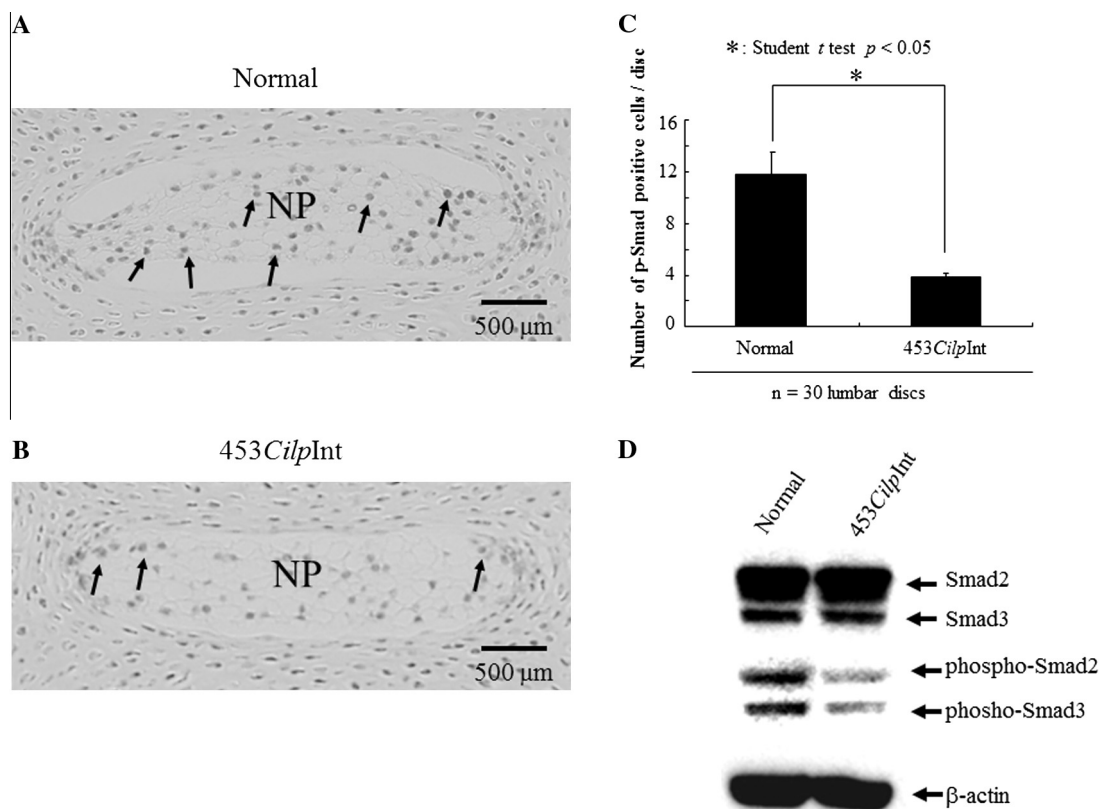 A
Normal
NP
500 μm
B
453CilpInt
NP
500 μm
C
*: Student t test p < 0.05
*
Number of p-Smad positive cells / disc
16
12
8
4
0
Normal
453CilpInt
n = 30 lumbar discs
D
Normal
453CilpInt
Smad2
Smad3
phospho-Smad2
phosho-Smad3
β-actin